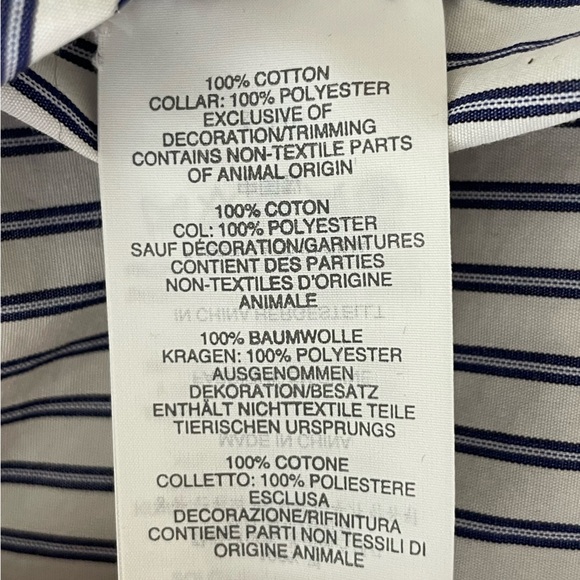 100% COTTON
COLLAR: 100% POLYESTER
EXCLUSIVE OF
DECORATION/TRIMMING
CONTAINS NON-TEXTILE PARTS
OF ANIMAL ORIGIN
100% COTON
COL: 100% POLYESTER
SAUF DÉCORATION/GARNITURES
CONTIENT DES PARTIES
NON-TEXTILES D'ORIGINE
ANIMALE
100% BAUMWOLLE
KRAGEN: 100% POLYESTER
AUSGENOMMEN
DEKORATION/BESATZ
ENTHÄLT NICHTTEXTILE TEILE
TIERISCHEN URSPRUNGS
100% COTONE
COLLETTO: 100% POLIESTERE
ESCLUSA
DECORAZIONE/RIFINITURA
CONTIENE PARTI NON TESSILI DI
ORIGINE ANIMALE